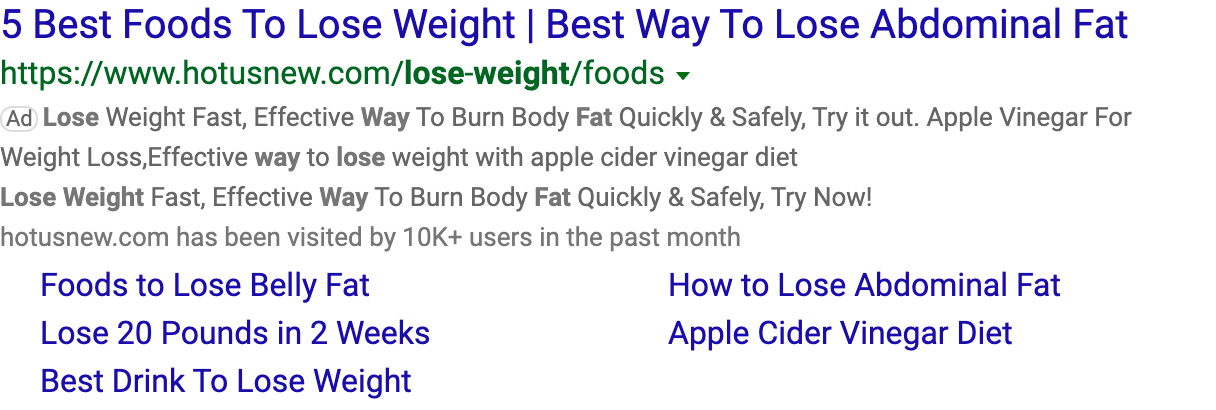 5 Best Foods To Lose Weight | Best Way To Lose Abdominal Fat
https://www.hotusnew.com/lose-weight/foods
Ad Lose Weight Fast, Effective Way To Burn Body Fat Quickly & Safely, Try it out. Apple Vinegar For
Weight Loss,Effective way to lose weight with apple cider vinegar diet
Lose Weight Fast, Effective Way To Burn Body Fat Quickly & Safely, Try Now!
hotusnew.com has been visited by 10K+ users in the past month
Foods to Lose Belly Fat
How to Lose Abdominal Fat
Lose 20 Pounds in 2 Weeks
Apple Cider Vinegar Diet
Best Drink To Lose Weight